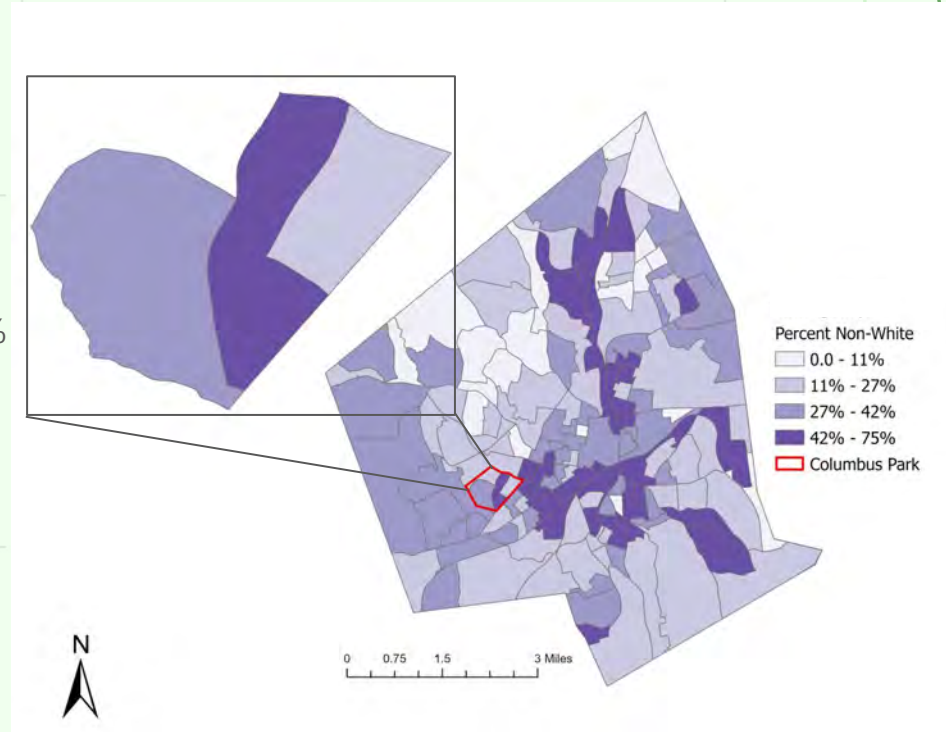 %
Percent Non-White
0.0 - 11%
11% - 27%
27% - 42%
42% - 75%
Columbus Park
N
0 0.75 1.5 3 Miles